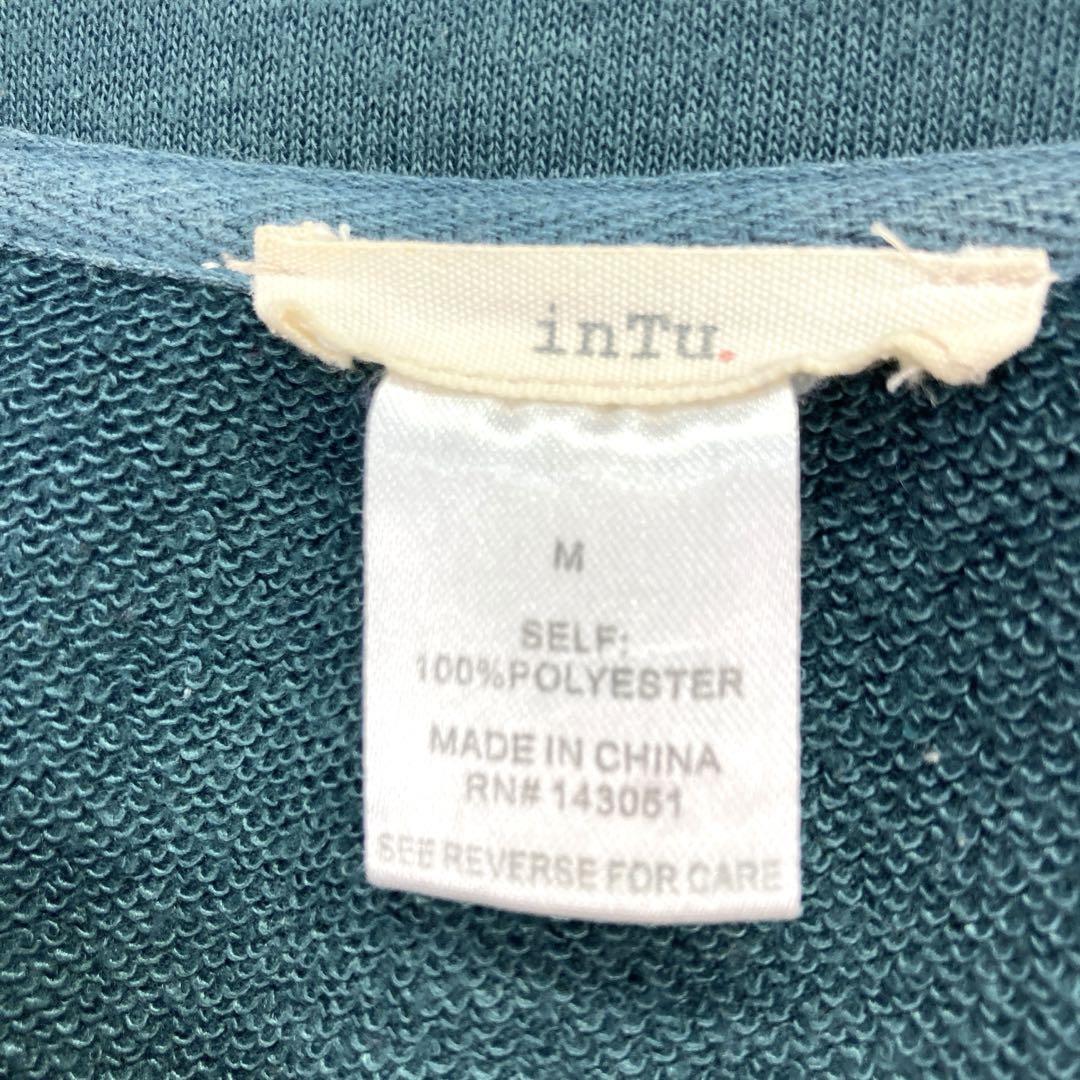 inTu.
M
SELF:
100%POLYESTER
MADE IN CHINA
RN# 143051
SEE REVERSE FOR CARE